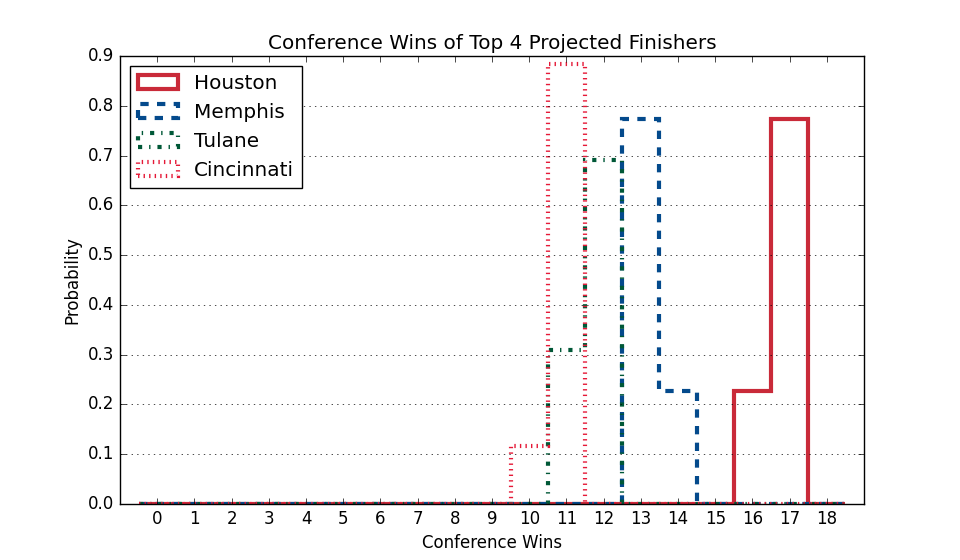 Conference Wins of Top 4 Projected Finishers
0.9
0.8
0.7
0.6
0.5
0.4
0.3
0.2
0.1
0.0
Probability
Houston
Memphis
Tulane
Cincinnati
0 1 2 3 4 5 6 7 8 9 10 11 12 13 14 15 16 17 18
Conference Wins